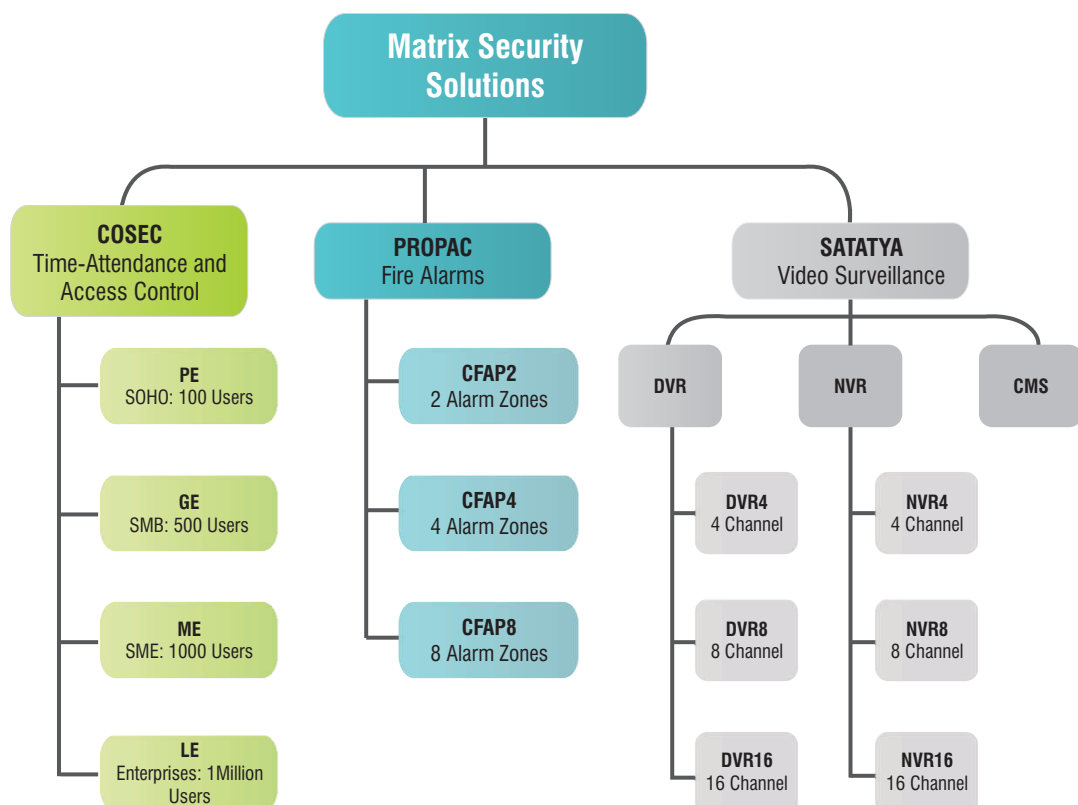 Matrix Security
Solutions
COSEC
Time-Attendance and
Access Control
PE
SOHO: 100 Users
GE
SMB: 500 Users
ME
SME: 1000 Users
LE
Enterprises: 1Million
Users
PROPAC
Fire Alarms
CFAP2
2 Alarm Zones
CFAP4
4 Alarm Zones
CFAP8
8 Alarm Zones
SATATYA
Video Surveillance
DVR
DVR4
4 Channel
DVR8
8 Channel
DVR16
16 Channel
NVR
NVR4
4 Channel
NVR8
8 Channel
NVR16
16 Channel
CMS